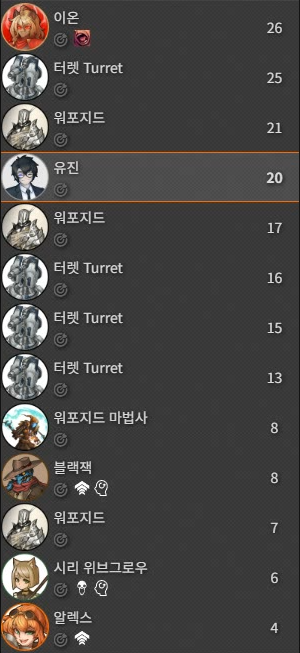 이온 26
터렛 Turret 25
워포지드 21
유진 20
워포지드 17
터렛 Turret 16
터렛 Turret 15
터렛 Turret 13
워포지드 마법사 8
블랙잭 8
워포지드 7
시리 위브그로우 6
알렉스 4